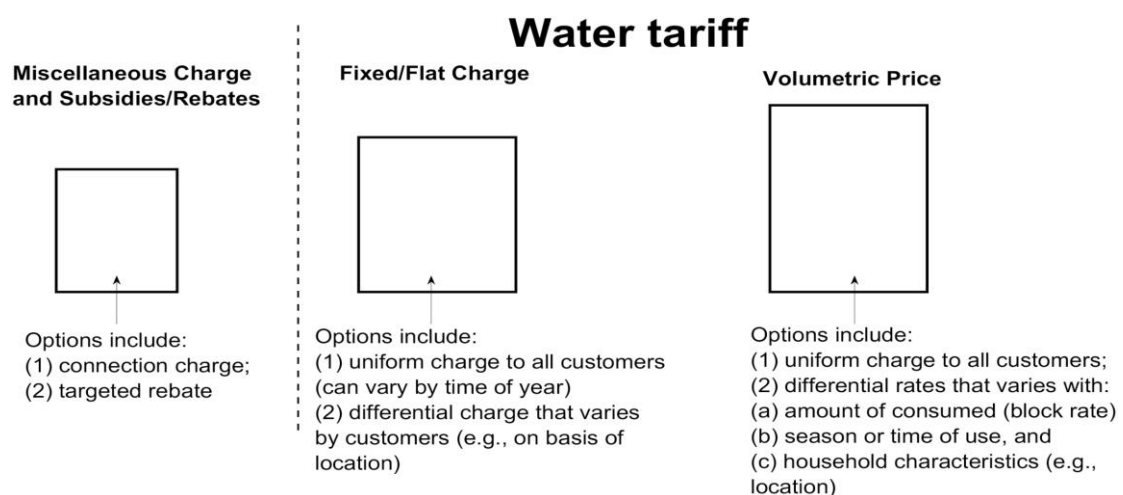 Water tariff
Miscellaneous Charge
and Subsidies/Rebates
Options include:
(1) connection charge;
(2) targeted rebate
Fixed/Flat Charge
Options include:
(1) uniform charge to all customers
(can vary by time of year)
(2) differential charge that varies
by customers (e.g., on basis of
location)
Volumetric Price
Options include:
(1) uniform charge to all customers;
(2) differential rates that varies with:
(a) amount of consumed (block rate)
(b) season or time of use, and
(c) household characteristics (e.g.,
location)